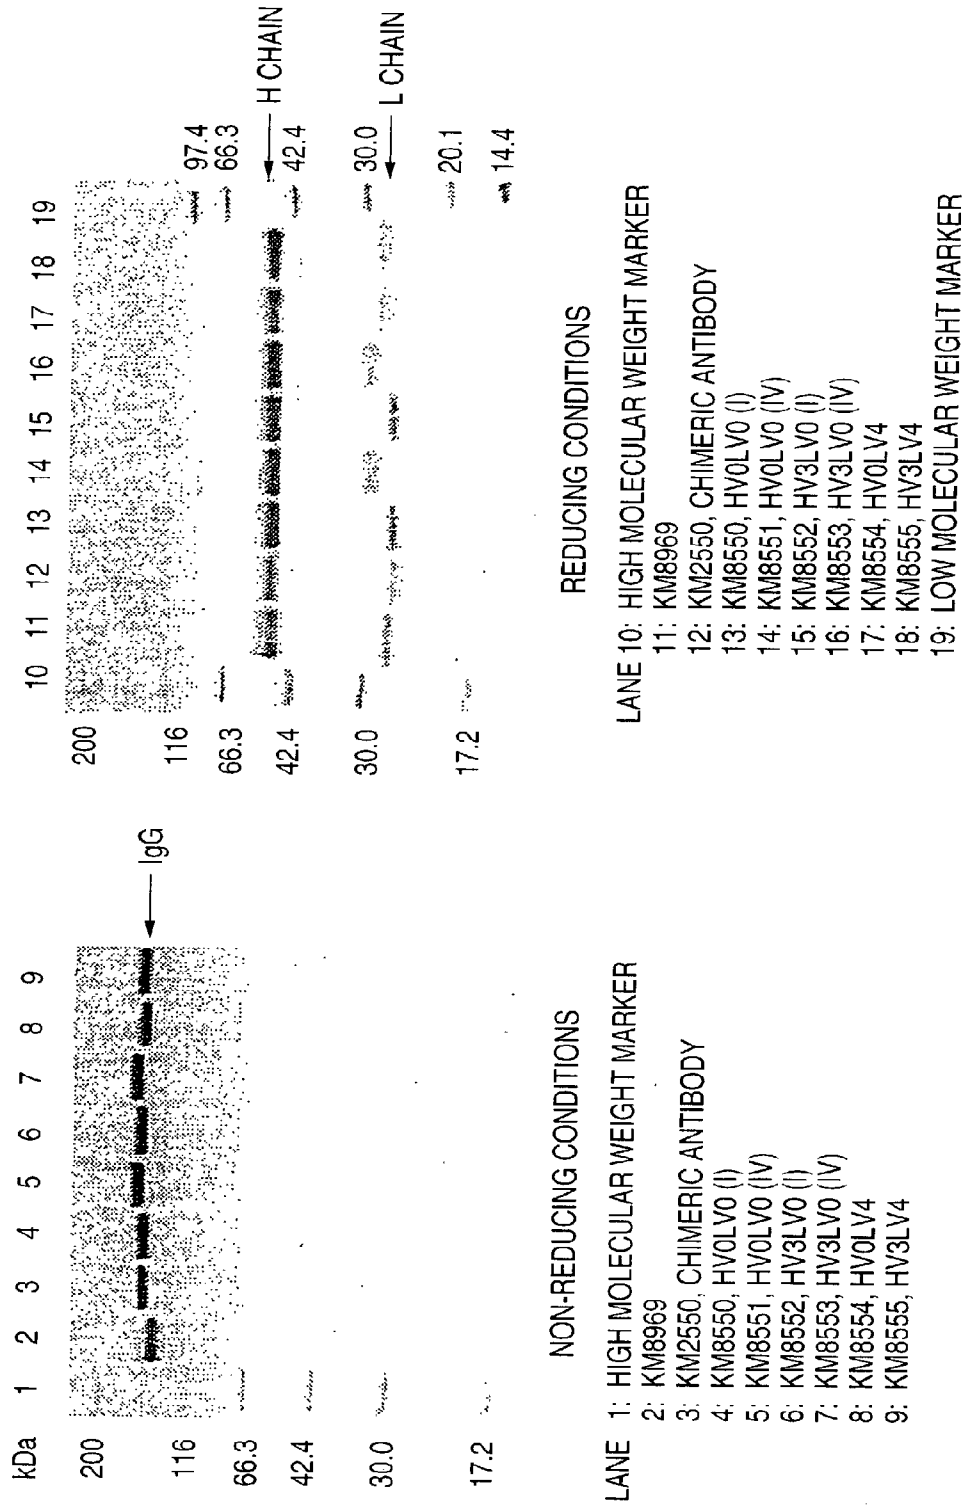 kDa 1 2 3 4 5 6 7 8 9
200
116
66.3
42.4
30.0
17.2
IgG
NON-REDUCING CONDITIONS
LANE 1: HIGH MOLECULAR WEIGHT MARKER
2: KM8969
3: KM2550, CHIMERIC ANTIBODY
4: KM8550, HV0LV0 (I)
5: KM8551, HV0LV0 (IV)
6: KM8552, HV3LV0 (I)
7: KM8553, HV3LV0 (IV)
8: KM8554, HV0LV4
9: KM8555, HV3LV4
10 11 12 13 14 15 16 17 18 19
200
116
66.3
42.4
30.0
17.2
97.4
66.3
H CHAIN
42.4
30.0
L CHAIN
20.1
14.4
REDUCING CONDITIONS
LANE 10: HIGH MOLECULAR WEIGHT MARKER
11: KM8969
12: KM2550, CHIMERIC ANTIBODY
13: KM8550, HV0LV0 (I)
14: KM8551, HV0LV0 (IV)
15: KM8552, HV3LV0 (I)
16: KM8553, HV3LV0 (IV)
17: KM8554, HV0LV4
18: KM8555, HV3LV4
19: LOW MOLECULAR WEIGHT MARKER